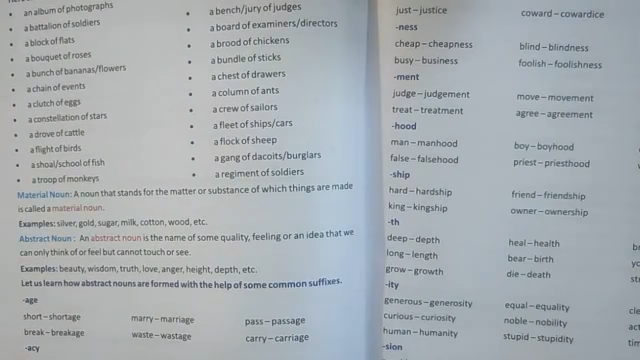 • an album of photographs
• a battalion of soldiers
• a block of flats
• a bouquet of roses
• a bunch of bananas/flowers
• a chain of events
• a clutch of eggs
• a constellation of stars
• a drove of cattle
• a flight of birds
• a shoal/school of fish
• a troop of monkeys
• a bench/jury of judges
• a board of examiners/directors
• a brood of chickens
• a bundle of sticks
• a chest of drawers
• a column of ants
• a crew of sailors
• a fleet of ships/cars
• a flock of sheep
• a gang of dacoits/burglars
• a regiment of soldiers
Material Noun: A noun that stands for the matter or substance of which things are made
is called a material noun.
Examples: silver, gold, sugar, milk, cotton, wood, etc.
Abstract Noun : An abstract noun is the name of some quality, feeling or an idea that we
can only think of or feel but cannot touch or see.
Examples: beauty, wisdom, truth, love, anger, height, depth, etc.
Let us learn how abstract nouns are formed with the help of some common suffixes.
-age
short – shortage marry – marriage pass – passage
break – breakage waste – wastage carry – carriage
-acy
just – justice coward – cowardice
-ness
cheap – cheapness blind – blindness
busy – business foolish – foolishness
-ment
judge – judgement move – movement
treat – treatment agree – agreement
-hood
man – manhood boy – boyhood
false – falsehood priest – priesthood
-ship
hard – hardship friend – friendship
king – kingship owner – ownership
-th
deep – depth heal – health
long – length bear – birth
grow – growth die – death
-ity
generous – generosity equal – equality
curious – curiosity noble – nobility
human – humanity stupid – stupidity
-sion